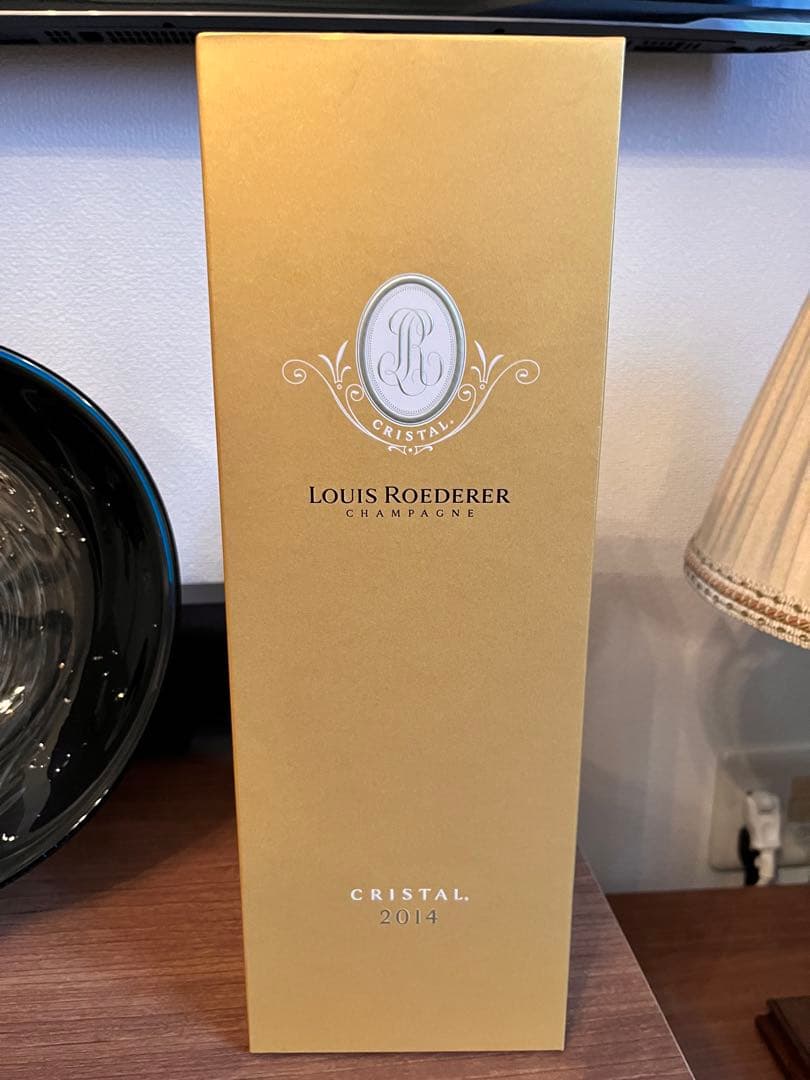 CRISTAL
LOUIS ROEDERER
CHAMPAGNE
CRISTAL
2014